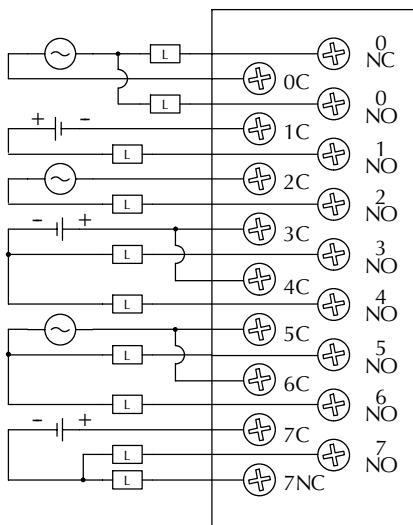 L 0
NC
0C
L 0
NO
+ - 1C
L 1
NO
2C
L 2
NO
- + 3C
L 3
NO
4C
L 4
NO
5C
L 5
NO
6C
L 6
NO
- + 7C
L 7
NO
L 7NC